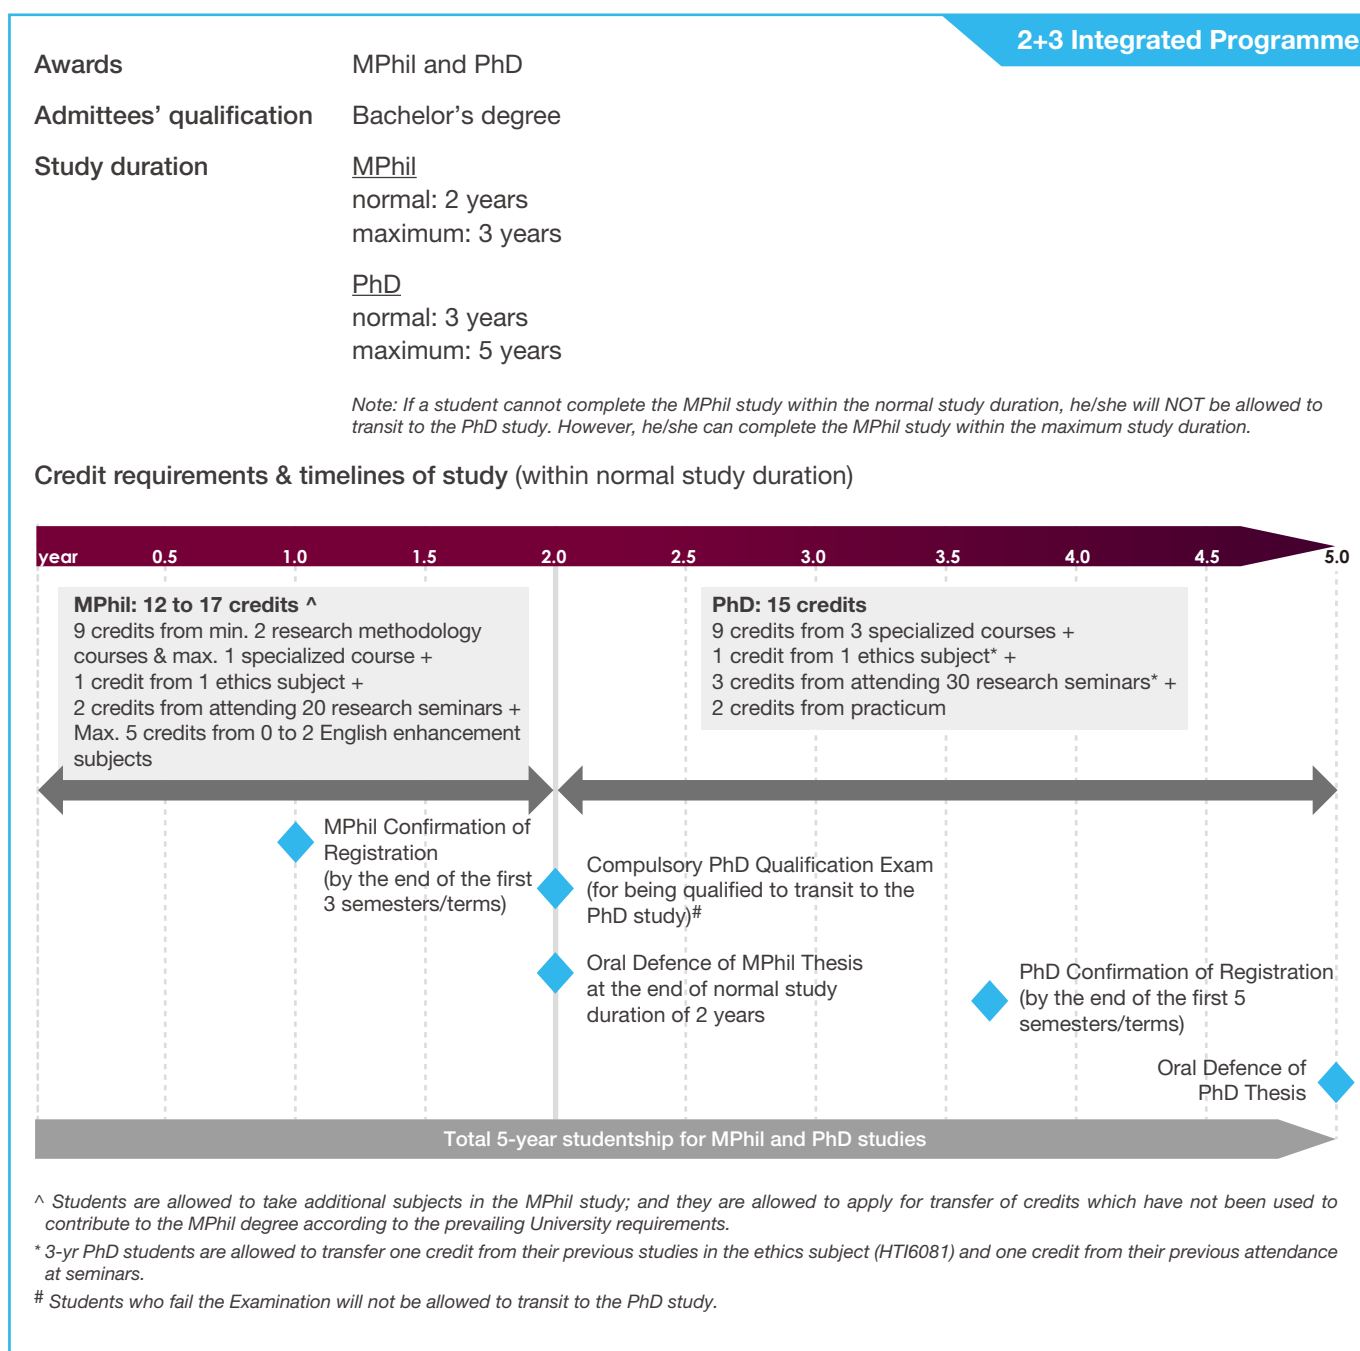 2+3 Integrated Programme
Awards MPhil and PhD
Admittees’ qualification Bachelor’s degree
Study duration MPhil
normal: 2 years
maximum: 3 years
PhD
normal: 3 years
maximum: 5 years
Note: If a student cannot complete the MPhil study within the normal study duration, he/she will NOT be allowed to
transit to the PhD study. However, he/she can complete the MPhil study within the maximum study duration.
Credit requirements & timelines of study (within normal study duration)
year 0.5 1.0 1.5 2.0 2.5 3.0 3.5 4.0 4.5 5.0
MPhil: 12 to 17 credits ^
9 credits from min. 2 research methodology
courses & max. 1 specialized course +
1 credit from 1 ethics subject +
2 credits from attending 20 research seminars +
Max. 5 credits from 0 to 2 English enhancement
subjects
PhD: 15 credits
9 credits from 3 specialized courses +
1 credit from 1 ethics subject* +
3 credits from attending 30 research seminars* +
2 credits from practicum
MPhil Confirmation of
Registration
(by the end of the first
3 semesters/terms)
Compulsory PhD Qualification Exam
(for being qualified to transit to the
PhD study)#
Oral Defence of MPhil Thesis
at the end of normal study
duration of 2 years
PhD Confirmation of Registration
(by the end of the first 5
semesters/terms)
Oral Defence of
PhD Thesis
Total 5-year studentship for MPhil and PhD studies
^ Students are allowed to take additional subjects in the MPhil study; and they are allowed to apply for transfer of credits which have not been used to
contribute to the MPhil degree according to the prevailing University requirements.
* 3-yr PhD students are allowed to transfer one credit from their previous studies in the ethics subject (HTI6081) and one credit from their previous attendance
at seminars.
# Students who fail the Examination will not be allowed to transit to the PhD study.